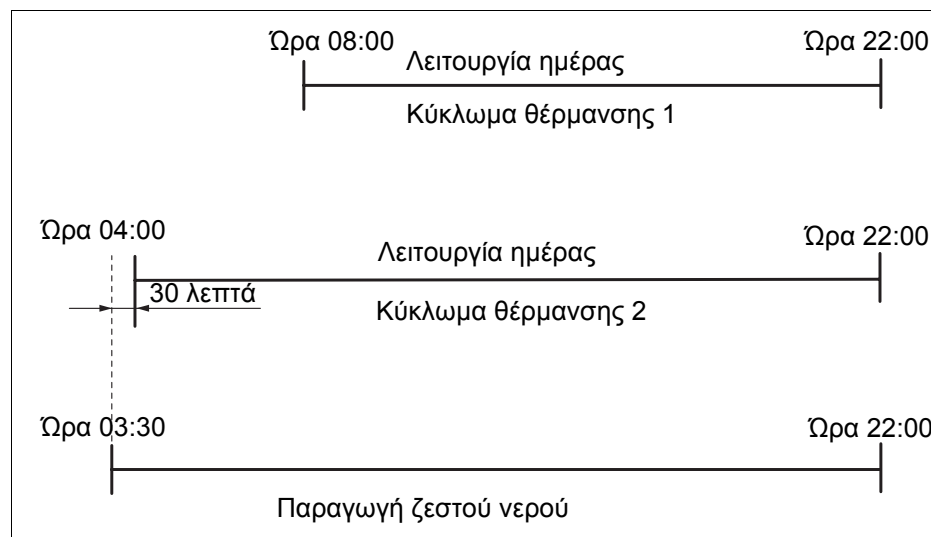 Ώρα 08:00
Ώρα 22:00
Λειτουργία ημέρας
Κύκλωμα θέρμανσης 1
Ώρα 04:00
Ώρα 22:00
Λειτουργία ημέρας
30 λεπτά
Κύκλωμα θέρμανσης 2
Ώρα 03:30
Ώρα 22:00
Παραγωγή ζεστού νερού